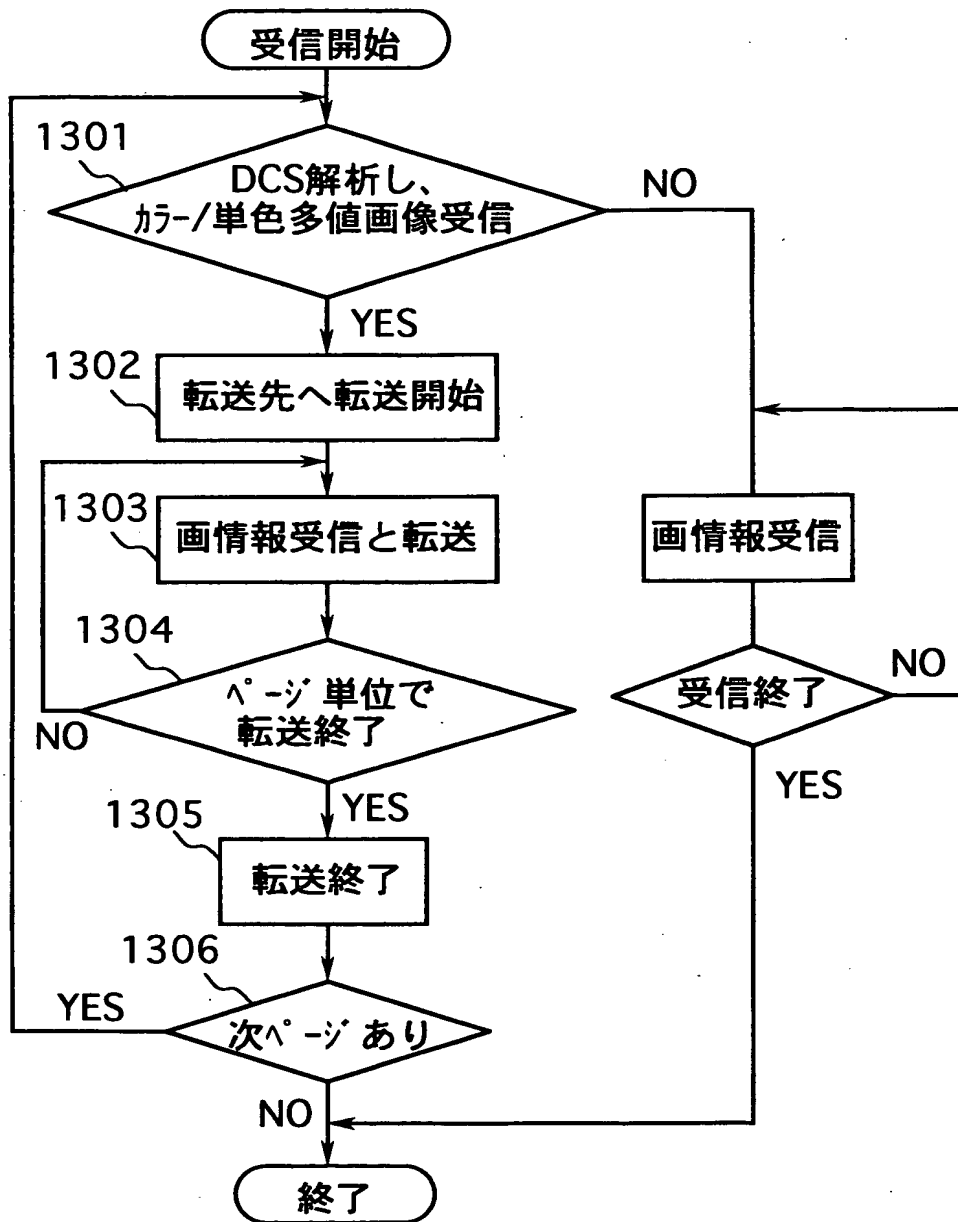 受信開始
1301
DCS解析し、
カラー/単色多値画像受信
NO
YES
1302
転送先へ転送開始
1303
画情報受信と転送
画情報受信
1304
ページ単位で
転送終了
NO
受信終了
NO
YES
YES
1305
転送終了
1306
YES
次ページあり
NO
終了